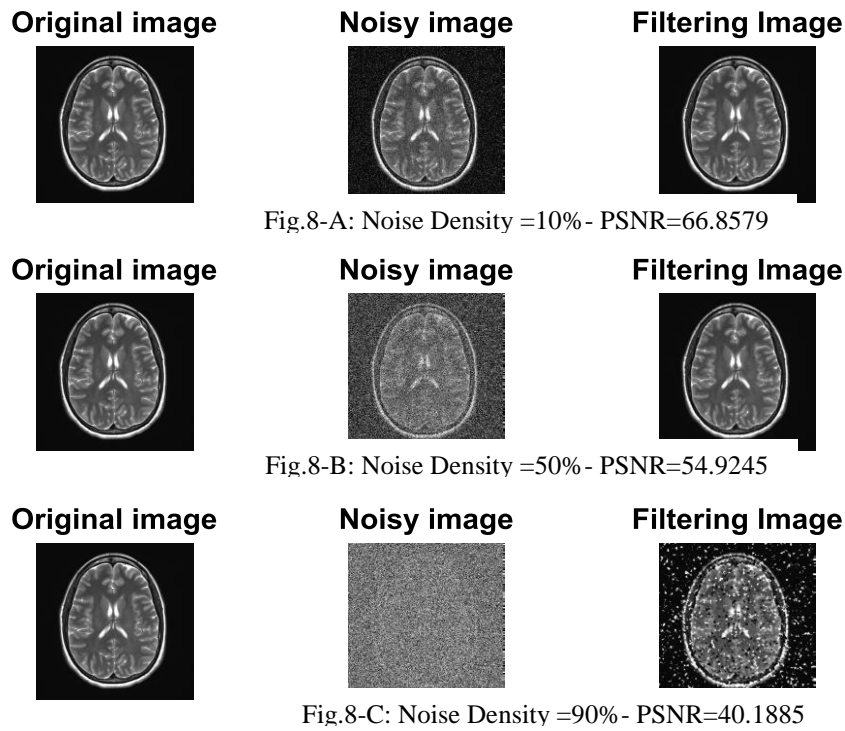 Original image Noisy image Filtering Image
Fig.8-A: Noise Density =10%- PSNR=66.8579
Original image Noisy image Filtering Image
Fig.8-B: Noise Density =50%- PSNR=54.9245
Original image Noisy image Filtering Image
Fig.8-C: Noise Density =90%- PSNR=40.1885